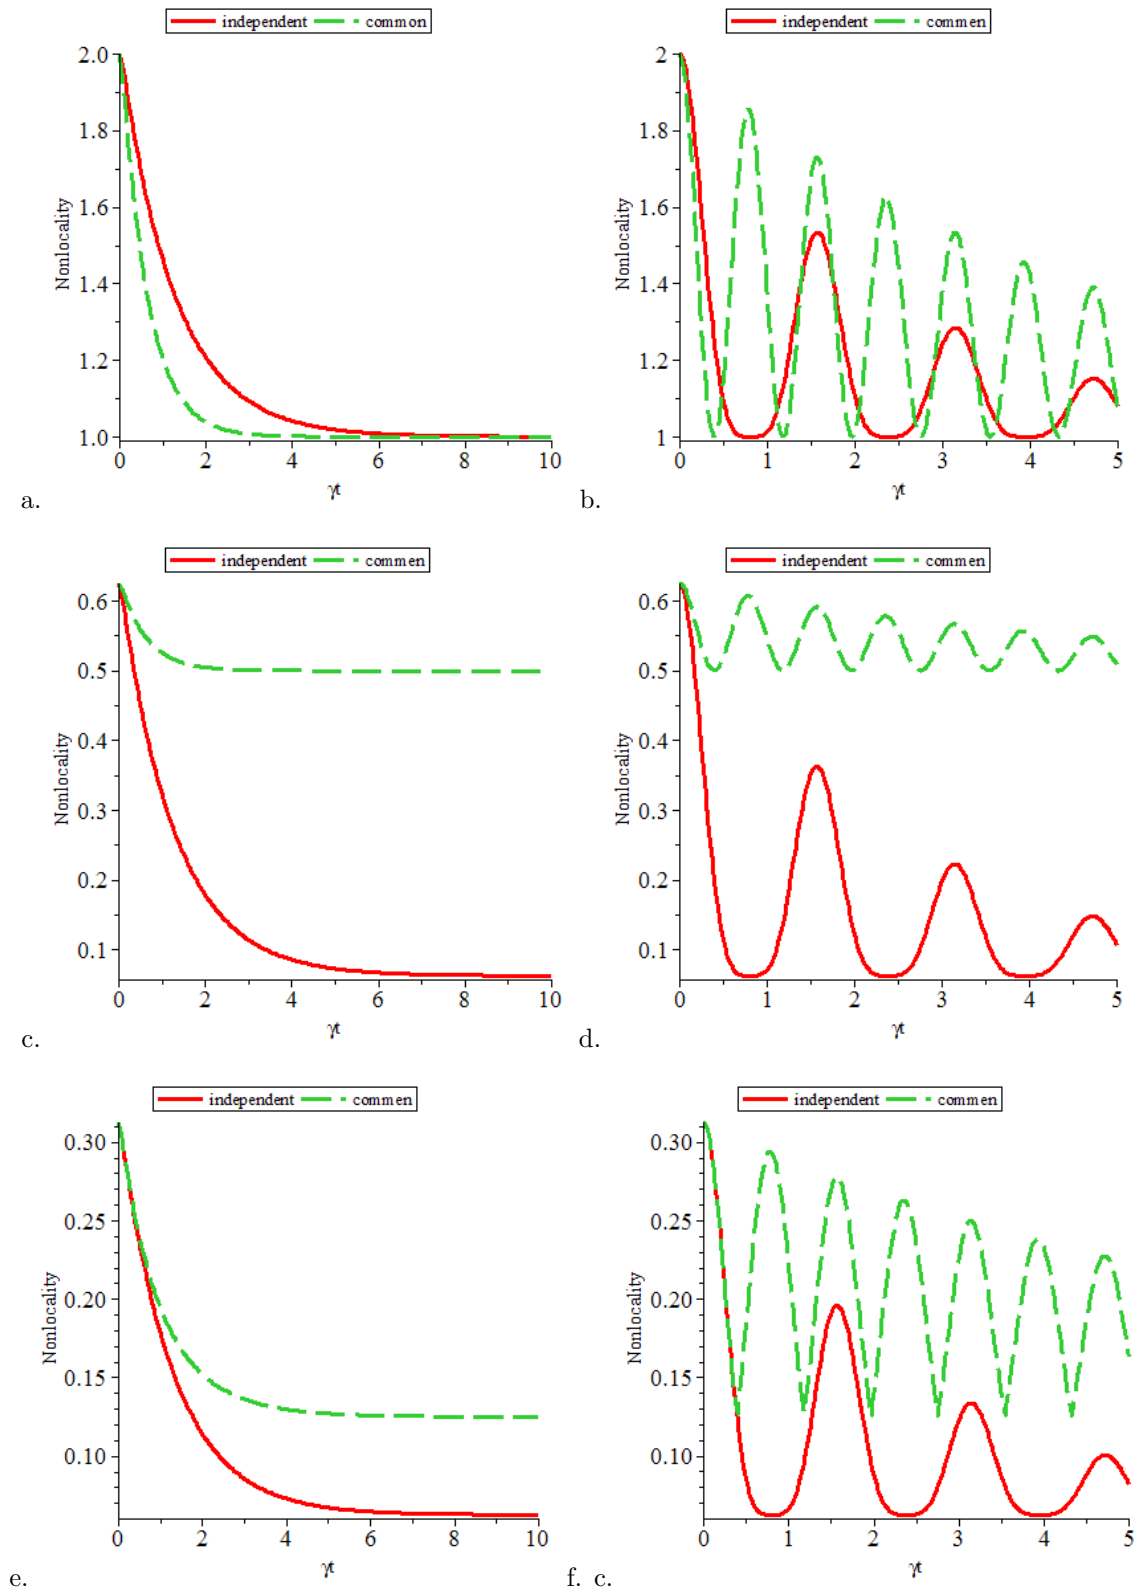 independent common independent commen
2.0 2
1.8 1.8
1.6 1.6
Nonlocality Nonlocality
1.4 1.4
1.2 1.2
1.0 1
0 2 4 6 8 10 0 1 2 3 4 5
γt γt
a. b.
independent commen independent commen
0.6 0.6
0.5 0.5
0.4 0.4
Nonlocality Nonlocality
0.3 0.3
0.2 0.2
0.1 0.1
0 2 4 6 8 10 0 1 2 3 4 5
γt γt
c. d.
independent commen independent commen
0.30 0.30
0.25 0.25
0.20 0.20
Nonlocality Nonlocality
0.15 0.15
0.10 0.10
0 2 4 6 8 10 0 1 2 3 4 5
γt γt
e. f. c.